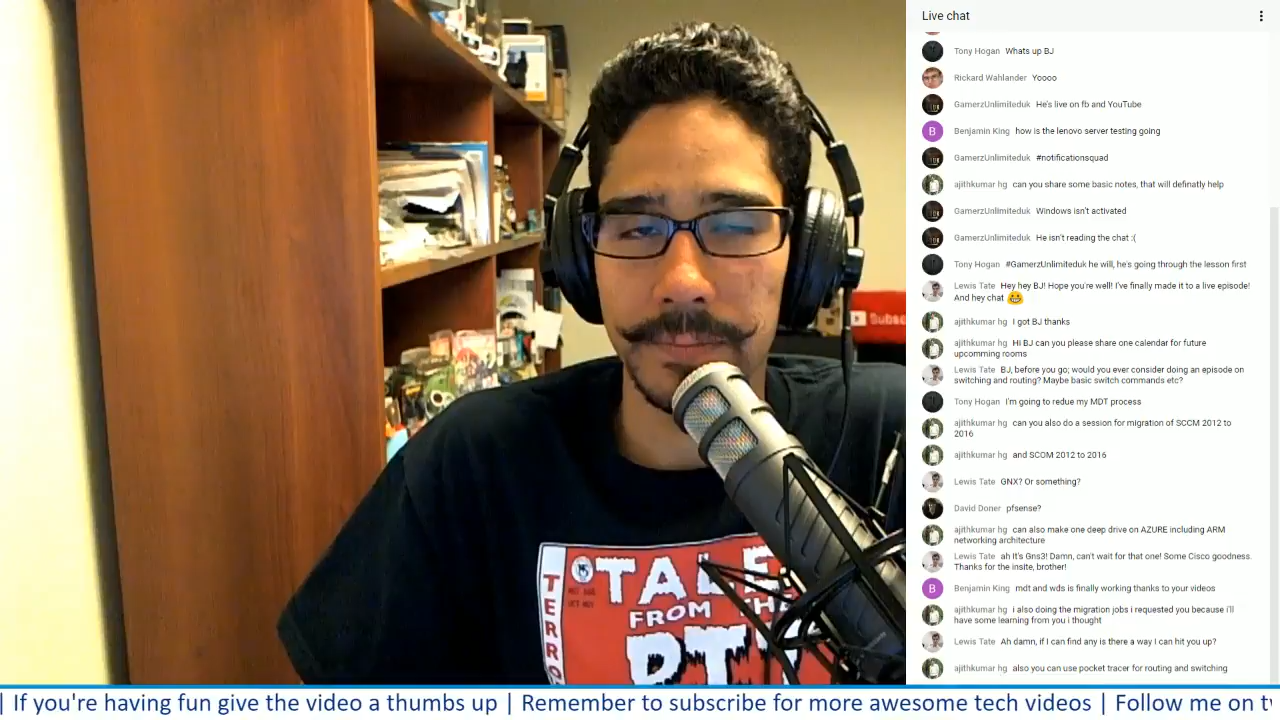 Live chat
Tony Hogan Whats up BJ
Rickard Wahlander Yoooo
GamerzUnlimiteduk He's live on fb and YouTube
B Benjamin King how is the lenovo server testing going
GamerzUnlimiteduk #notificationsquad
ajithkumar hg can you share some basic notes, that will definatly help
GamerzUnlimiteduk Windows isn't activated
GamerzUnlimiteduk He isn't reading the chat :(
Tony Hogan #GamerzUnlimiteduk he will, he's going through the lesson first
Lewis Tate Hey hey BJ! Hope you're well! I've finally made it to a live episode!
And hey chat
ajithkumar hg I got BJ thanks
ajithkumar hg Hi BJ can you please share one calendar for future
upcomming rooms
Lewis Tate BJ, before you go; would you ever consider doing an episode on
switching and routing? Maybe basic switch commands etc?
Tony Hogan I'm going to redue my MDT process
ajithkumar hg can you also do a session for migration of SCCM 2012 to
2016
ajithkumar hg and SCOM 2012 to 2016
Lewis Tate GNX? Or something?
David Doner pfsense?
ajithkumar hg can also make one deep drive on AZURE including ARM
networking architecture
Lewis Tate ah It's Gns3! Damn, can't wait for that one! Some Cisco goodness.
Thanks for the insite, brother!
B Benjamin King mdt and wds is finally working thanks to your videos
ajithkumar hg i also doing the migration jobs i requested you because i'll
have some learning from you i thought
Lewis Tate Ah damn, if I can find any is there a way I can hit you up?
ajithkumar hg also you can use pocket tracer for routing and switching
Subsc
TERRO
TALES
FROM THE
| If you're having fun give the video a thumbs up | Remember to subscribe for more awesome tech videos | Follow me on tw